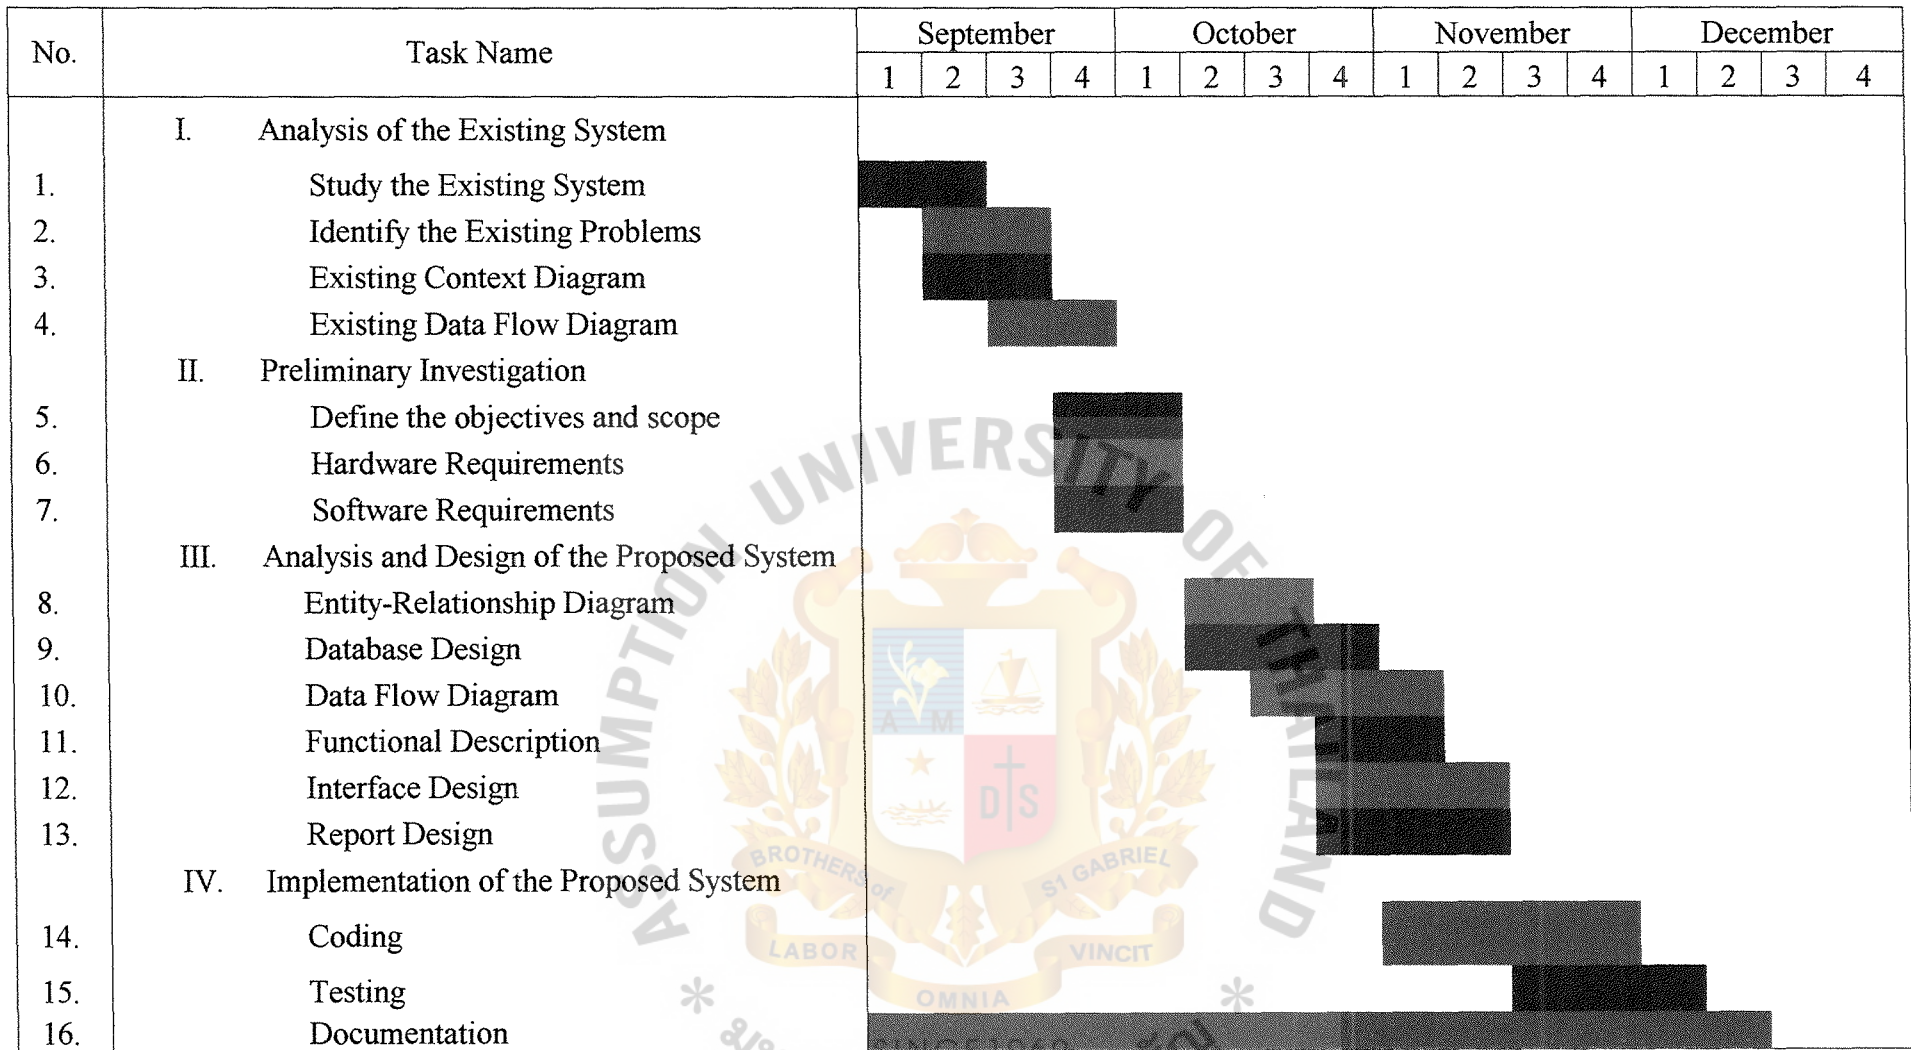 No. Task Name September October November December
1 2 3 4 1 2 3 4 1 2 3 4 1 2 3 4
I. Analysis of the Existing System
1. Study the Existing System
2. Identify the Existing Problems
3. Existing Context Diagram
4. Existing Data Flow Diagram
II. Preliminary Investigation
5. Define the objectives and scope
6. Hardware Requirements
7. Software Requirements
III. Analysis and Design of the Proposed System
8. Entity-Relationship Diagram
9. Database Design
10. Data Flow Diagram
11. Functional Description
12. Interface Design
13. Report Design
IV. Implementation of the Proposed System
14. Coding
15. Testing
16. Documentation
ASSUMPTION UNIVERSITY OF THAILAND
A M
D S
BROTHERS of ST GABRIEL
LABOR OMNIA VINCIT
SINCE1969